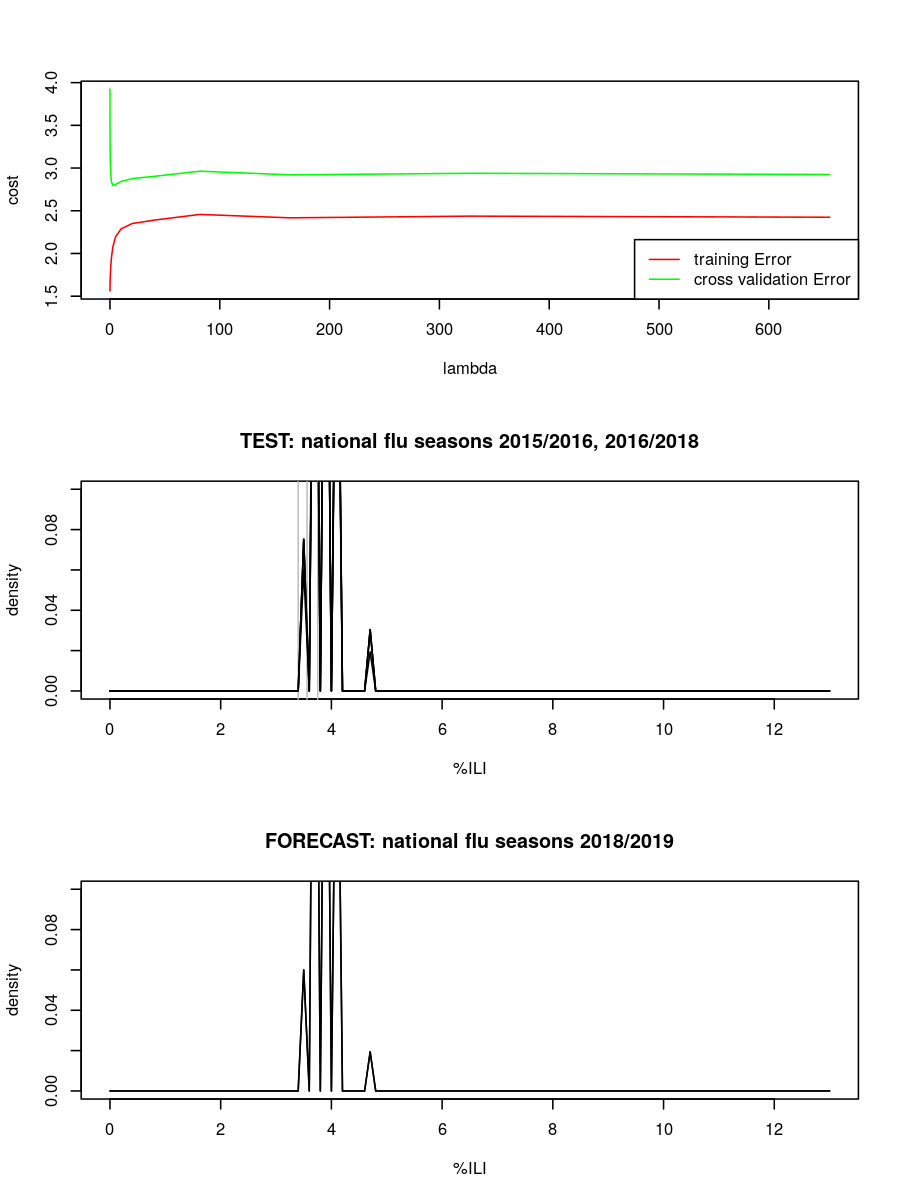 4.0
3.5
3.0
2.5
2.0
1.5
cost
training Error
cross validation Error
0 100 200 300 400 500 600
lambda
TEST: national flu seasons 2015/2016, 2016/2018
0.08
0.04
0.00
density
0 2 4 6 8 10 12
%ILI
FORECAST: national flu seasons 2018/2019
0.08
0.04
0.00
density
0 2 4 6 8 10 12
%ILI